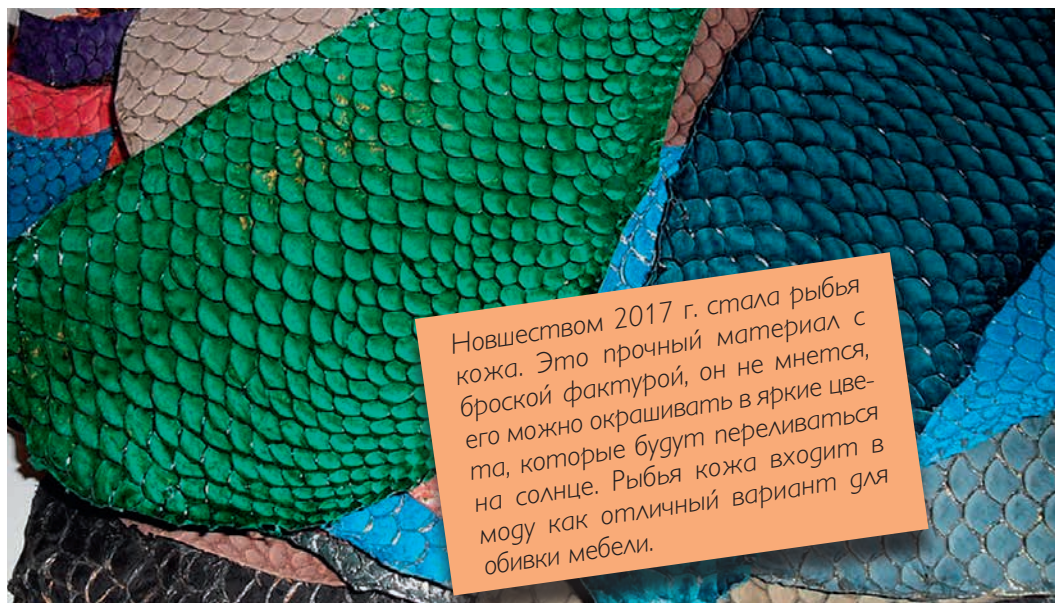 Новшеством 2017 г. стала рыбья
кожа. Это прочный материал с
броской фактурой, он не мнется,
его можно окрашивать в яркие цве-
та, которые будут переливаться
на солнце. Рыбья кожа входит в
моду как отличный вариант для
обивки мебели.